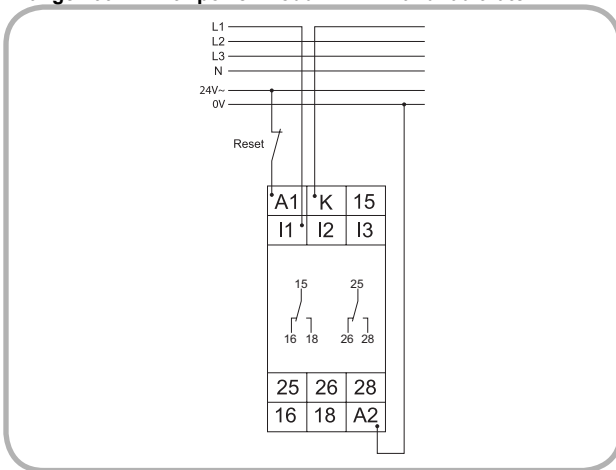 L1
L2
L3
N
24V~
0V
Reset
A1 K 15
I1 I2 I3
15 25
16 18 26 28
25 26 28
16 18 A2